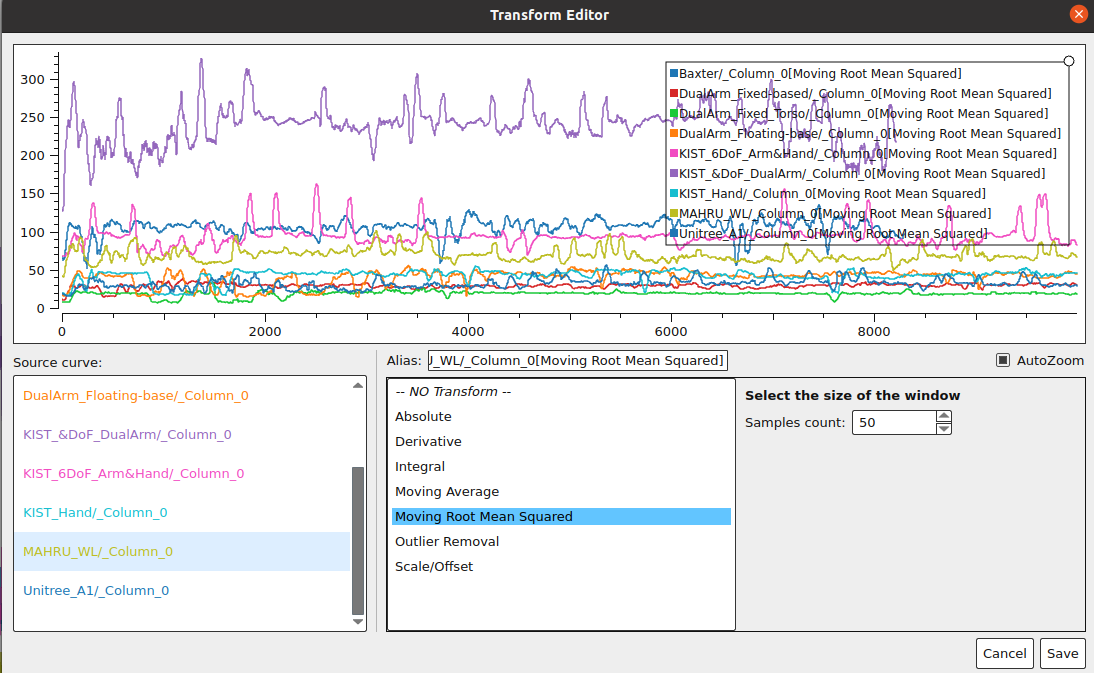 Transform Editor
300
250
200
150
100
50
0
0 2000 4000 6000 8000
Baxter/_Column_0[Moving Root Mean Squared]
DualArm_Fixed-based/_Column_0[Moving Root Mean Squared]
DualArm_Fixed_Torso/_Column_0[Moving Root Mean Squared]
DualArm_Floating-base/_Column_0[Moving Root Mean Squared]
KIST_6DoF_Arm&Hand/_Column_0[Moving Root Mean Squared]
KIST_&DoF_DualArm/_Column_0[Moving Root Mean Squared]
KIST_Hand/_Column_0[Moving Root Mean Squared]
MAHRU_WL/_Column_0[Moving Root Mean Squared]
Unitree_A1/_Column_0[Moving Root Mean Squared]
Source curve:
DualArm_Floating-base/_Column_0
KIST_&DoF_DualArm/_Column_0
KIST_6DoF_Arm&Hand/_Column_0
KIST_Hand/_Column_0
MAHRU_WL/_Column_0
Unitree_A1/_Column_0
Alias: J_WL/_Column_0[Moving Root Mean Squared]
AutoZoom
-- NO Transform --
Absolute
Derivative
Integral
Moving Average
Moving Root Mean Squared
Outlier Removal
Scale/Offset
Select the size of the window
Samples count: 50
Cancel
Save